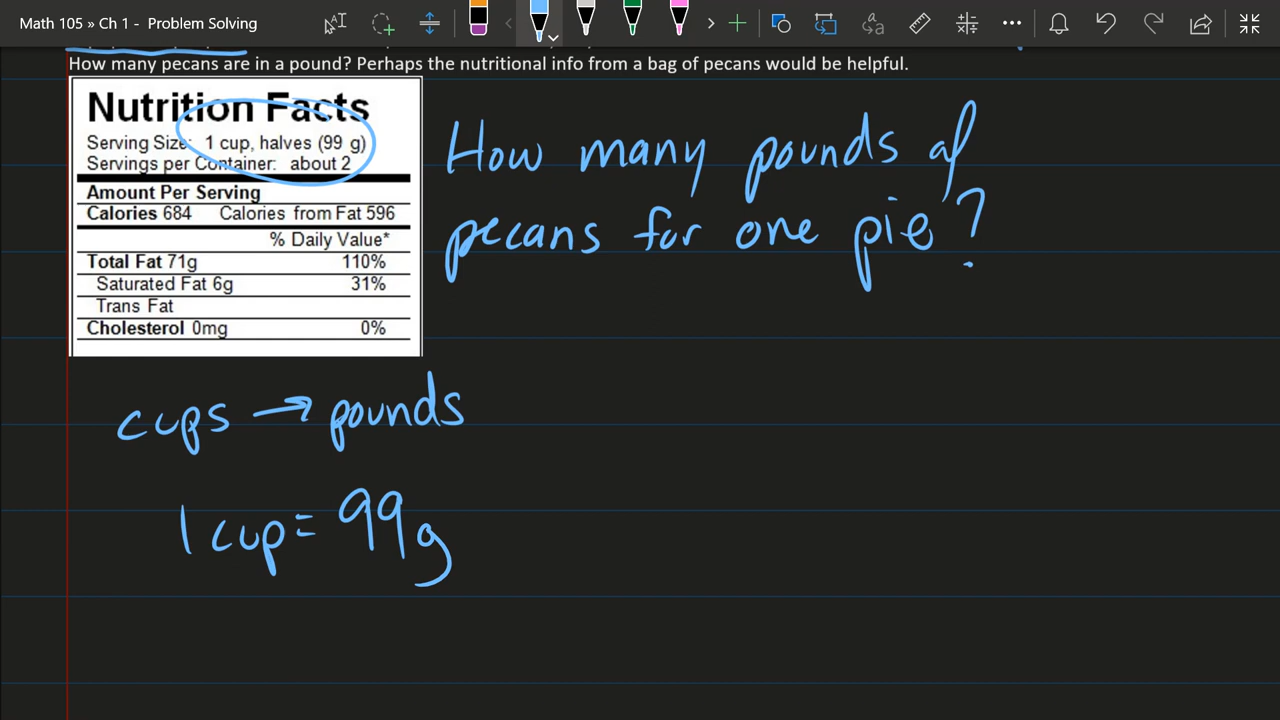 Math 105 » Ch 1 - Problem Solving
How many pecans are in a pound? Perhaps the nutritional info from a bag of pecans would be helpful.
Nutrition Facts
Serving Size: 1 cup, halves (99 g)
Servings per Container: about 2
Amount Per Serving
Calories 684 Calories from Fat 596
% Daily Value*
Total Fat 71g 110%
Saturated Fat 6g 31%
Trans Fat
Cholesterol 0mg 0%
How many pounds of
pecans for one pie?
cups → pounds
1 cup = 99g